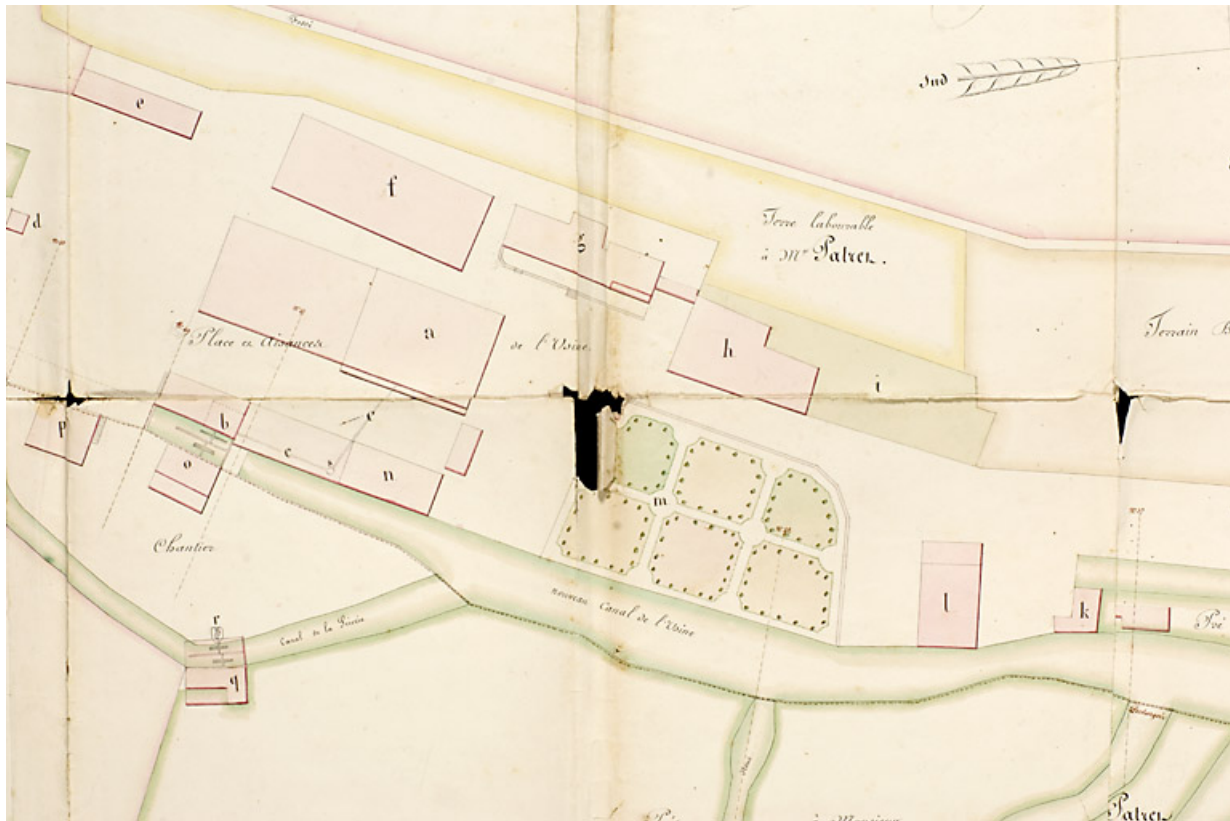 Sud
e
f
d
g
Terre labourable
à Mr Patret.
Terrain B
a
Place et Aisances
de l'Usine.
h
i
c
b
p
o
c
n
m
Chantier
nouveau Canal de l'Usine
l
k
Pré
r
Canal de la
q
à Monsieur
Patret